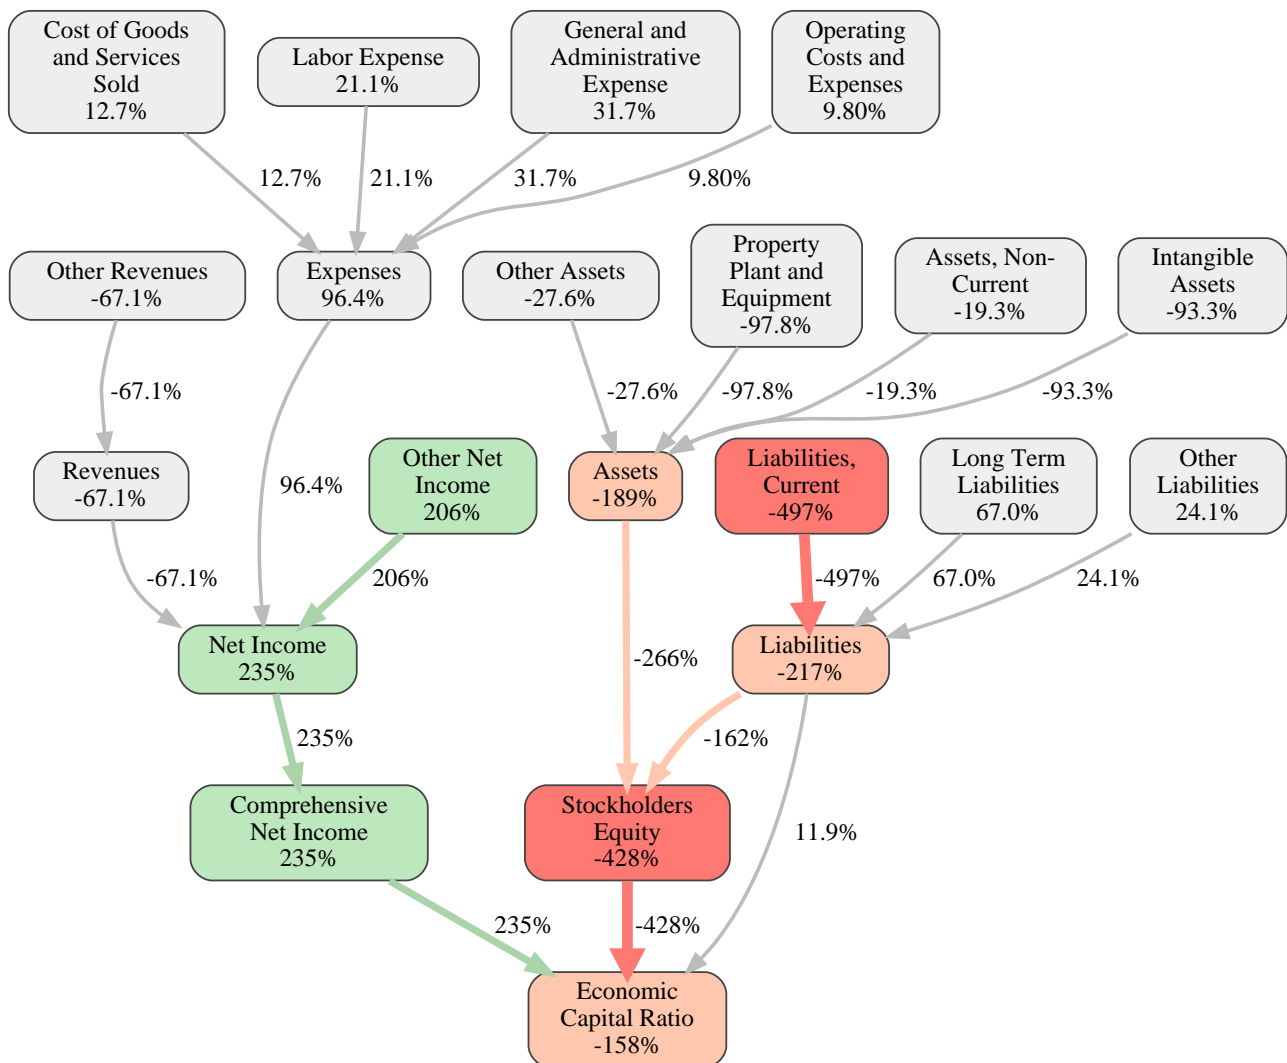 Cost of Goods
and Services
Sold
12.7%
Labor Expense
21.1%
General and
Administrative
Expense
31.7%
Operating
Costs and
Expenses
9.80%
12.7%
21.1%
31.7%
9.80%
Other Revenues
-67.1%
Expenses
96.4%
Other Assets
-27.6%
Property
Plant and
Equipment
-97.8%
Assets, Non-
Current
-19.3%
Intangible
Assets
-93.3%
-67.1%
-27.6%
-97.8%
-19.3%
-93.3%
Revenues
-67.1%
96.4%
Other Net
Income
206%
Assets
-189%
Liabilities,
Current
-497%
Long Term
Liabilities
67.0%
Other
Liabilities
24.1%
-67.1%
206%
-497%
67.0%
24.1%
Net Income
235%
-266%
Liabilities
-217%
235%
-162%
Comprehensive
Net Income
235%
Stockholders
Equity
-428%
11.9%
235%
-428%
Economic
Capital Ratio
-158%